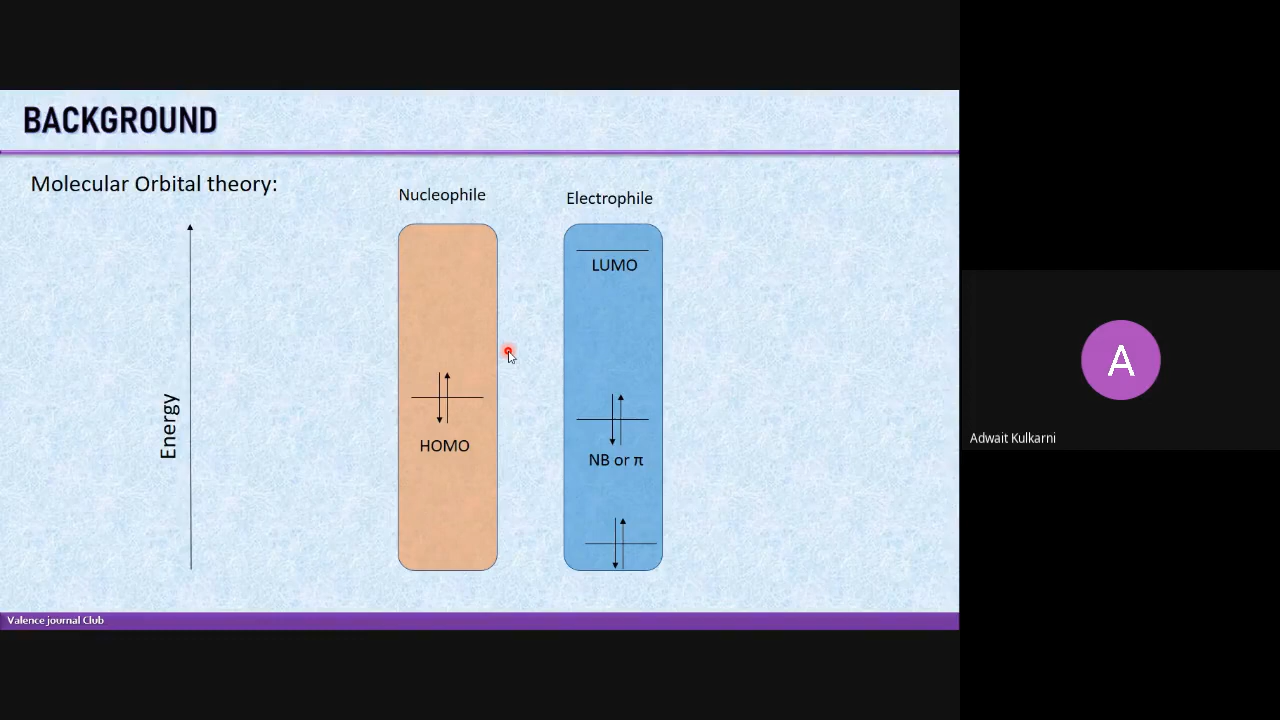 BACKGROUND
Molecular Orbital theory:
Nucleophile
Electrophile
LUMO
Energy
HOMO
NB or π
Valence journal Club
A
Adwait Kulkarni